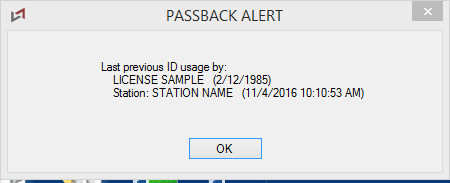 PASSBACK ALERT
Last previous ID usage by:
LICENSE SAMPLE (2/12/1985)
Station: STATION NAME (11/4/2016 10:10:53 AM)
OK